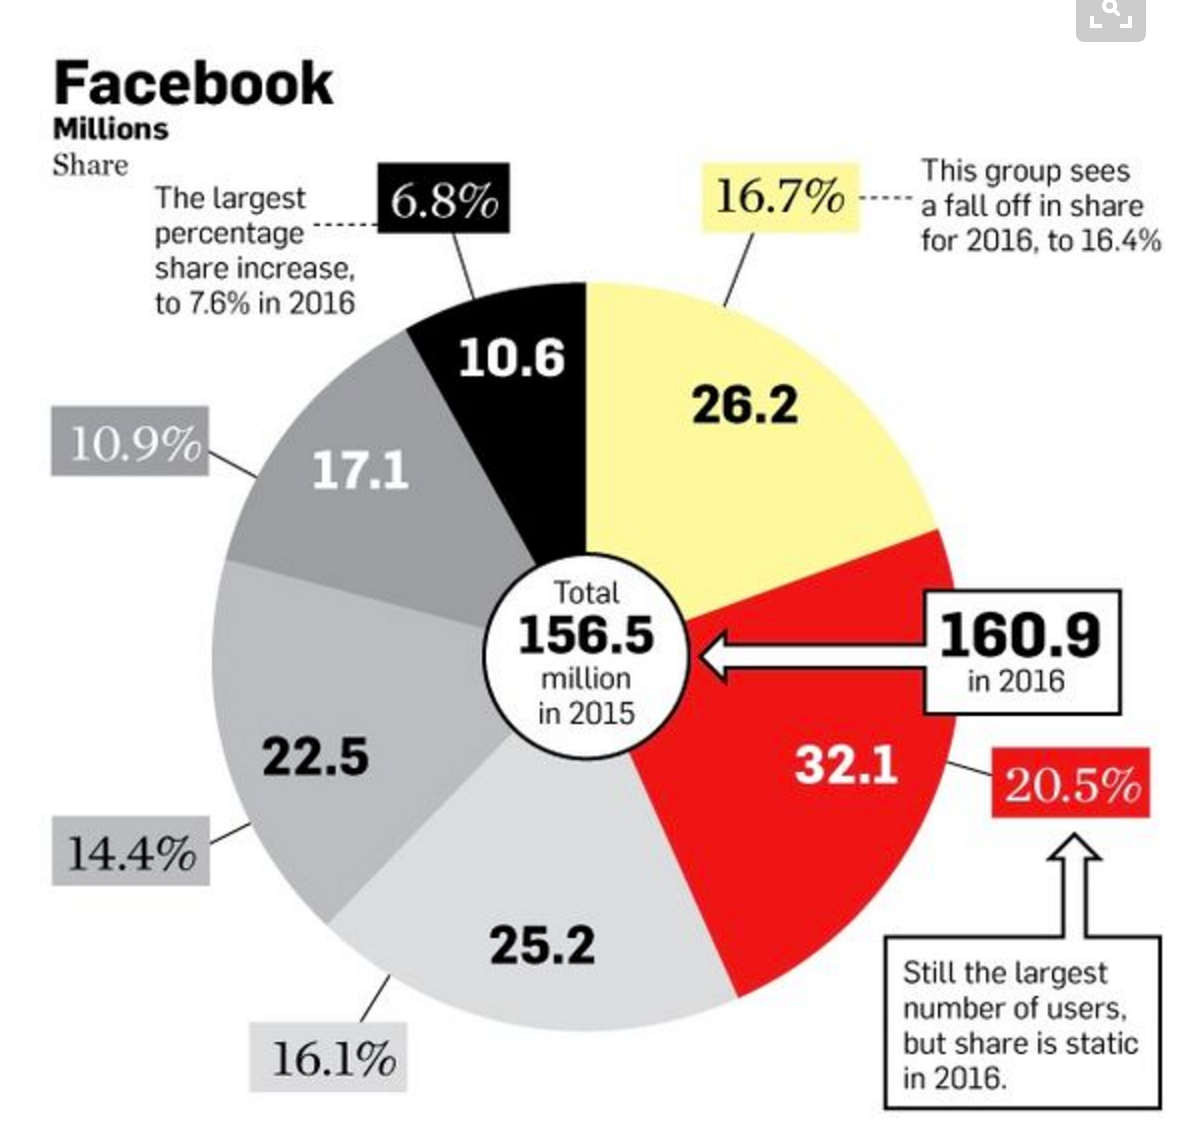 Facebook
Millions
Share
The largest
percentage
share increase,
to 7.6% in 2016
6.8%
16.7%
This group sees
a fall off in share
for 2016, to 16.4%
10.6
26.2
10.9%
17.1
Total
156.5
million
in 2015
160.9
in 2016
32.1
20.5%
22.5
14.4%
25.2
16.1%
Still the largest
number of users,
but share is static
in 2016.